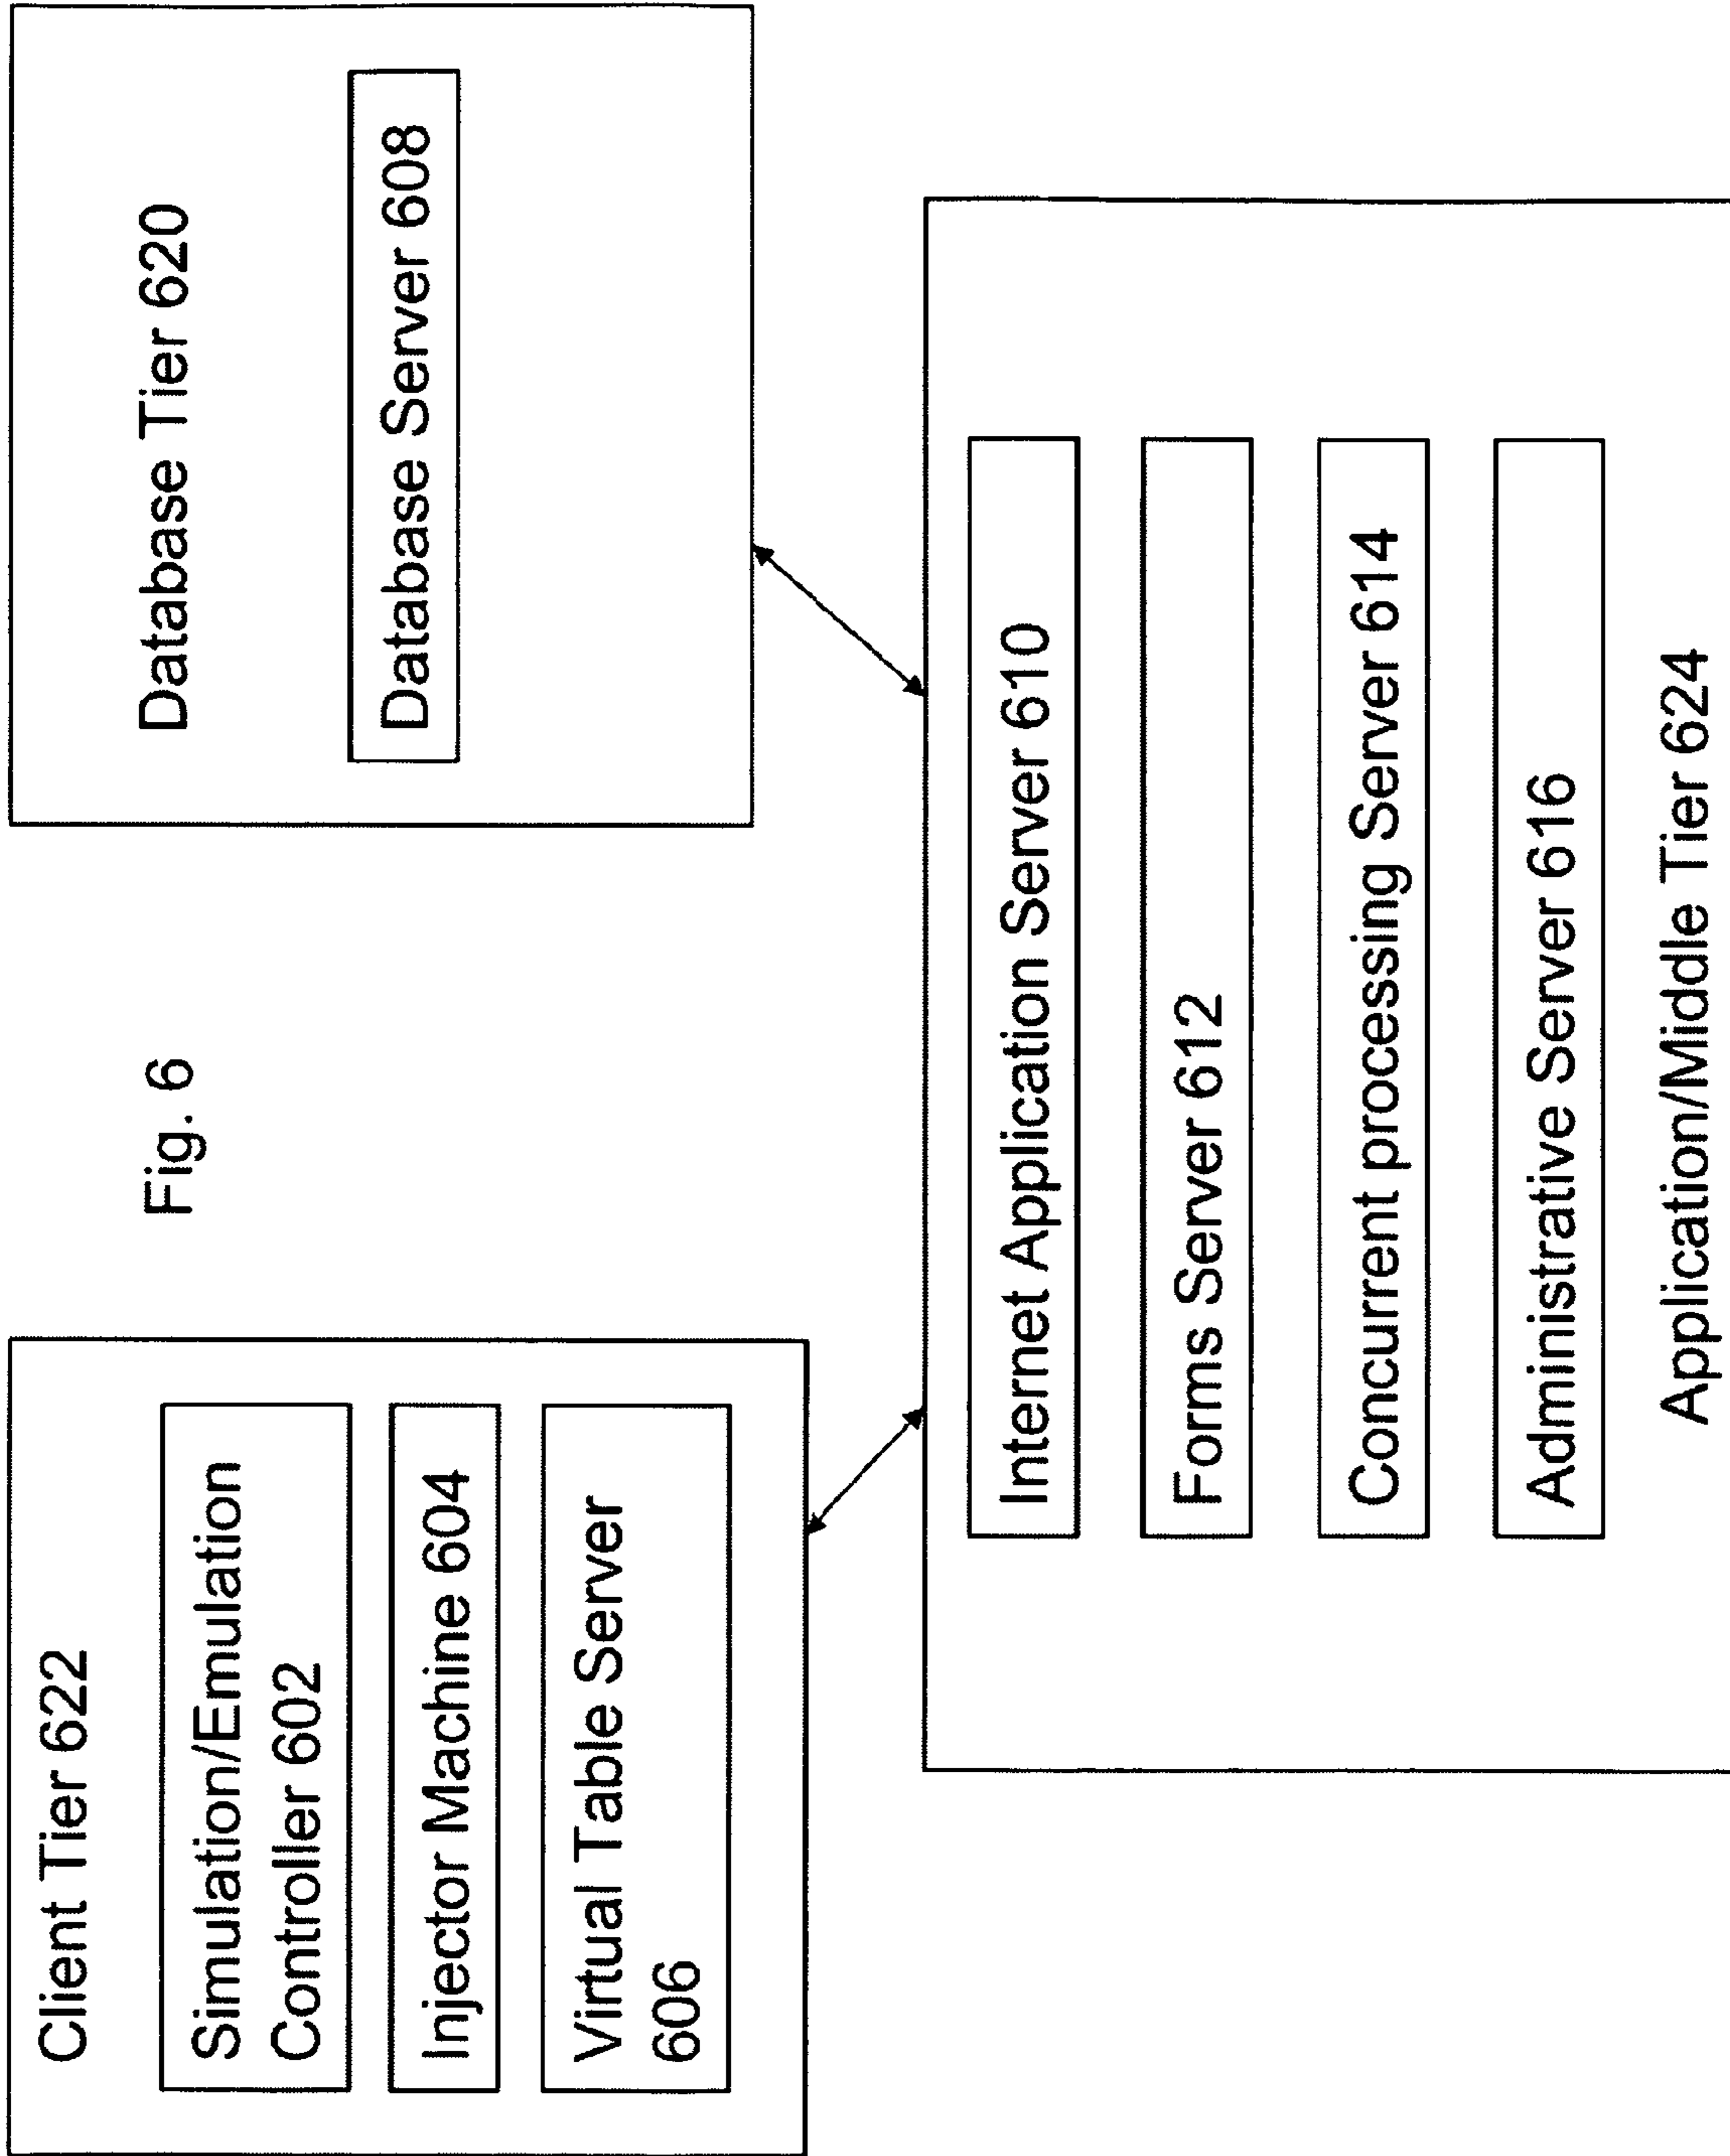 Fig. 6
Client Tier 622
Simulation/Emulation
Controller 602
Injector Machine 604
Virtual Table Server
606
Database Tier 620
Database Server 608
Internet Application Server 610
Forms Server 612
Concurrent processing Server 614
Administrative Server 616
Application/Middle Tier 624